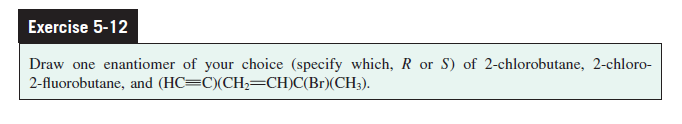 Exercise 5-12
Draw one enantiomer of your choice (specify which, R or S) of 2-chlorobutane, 2-chloro-
2-fluorobutane, and (HC≡C)(CH₂=CH)C(Br)(CH₃).